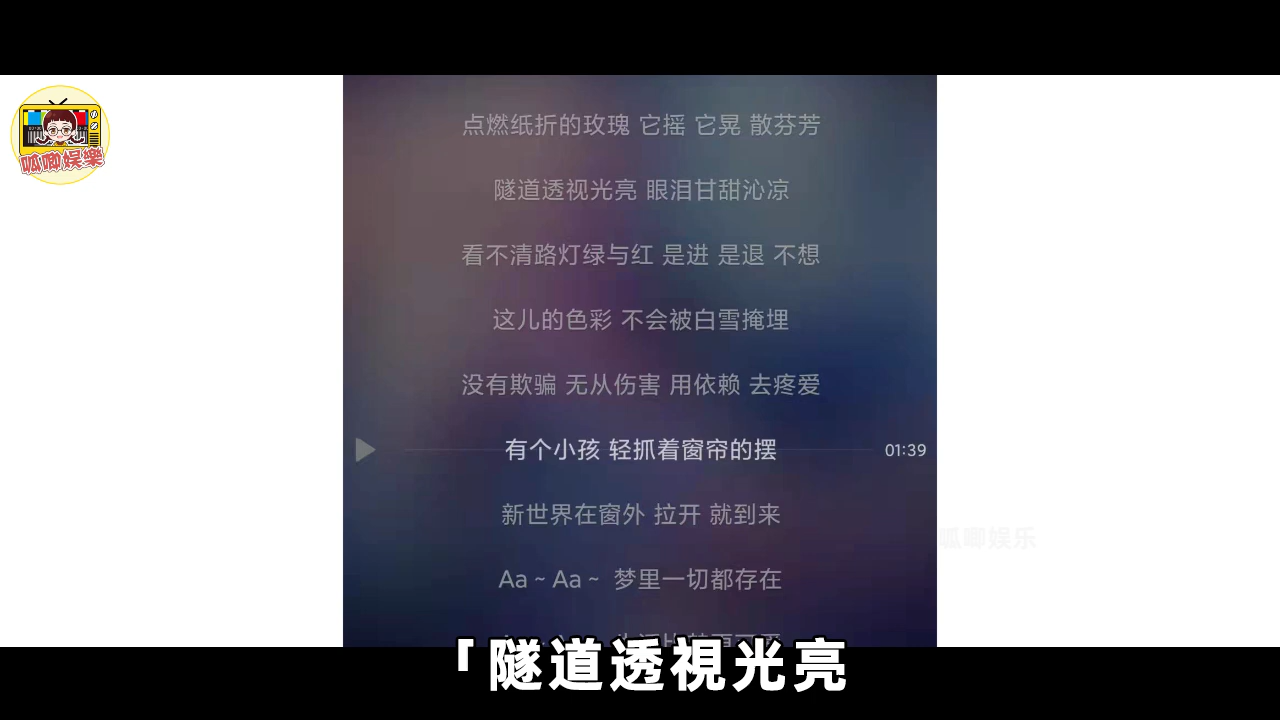 呱唧娱樂
点燃纸折的玫瑰 它摇 它晃 散芬芳
隧道透视光亮 眼泪甘甜沁凉
看不清路灯绿与红 是进 是退 不想
这儿的色彩 不会被白雪掩埋
没有欺骗 无从伤害 用依赖 去疼爱
有个小孩 轻抓着窗帘的摆
01:39
新世界在窗外 拉开 就到来
呱唧娱乐
Aa ~ Aa ~ 梦里一切都存在
「隧道透視光亮